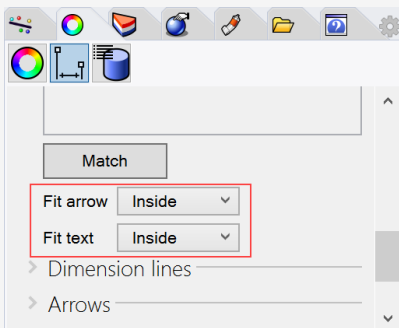 Match
Fit arrow Inside
Fit text Inside
Dimension lines
Arrows